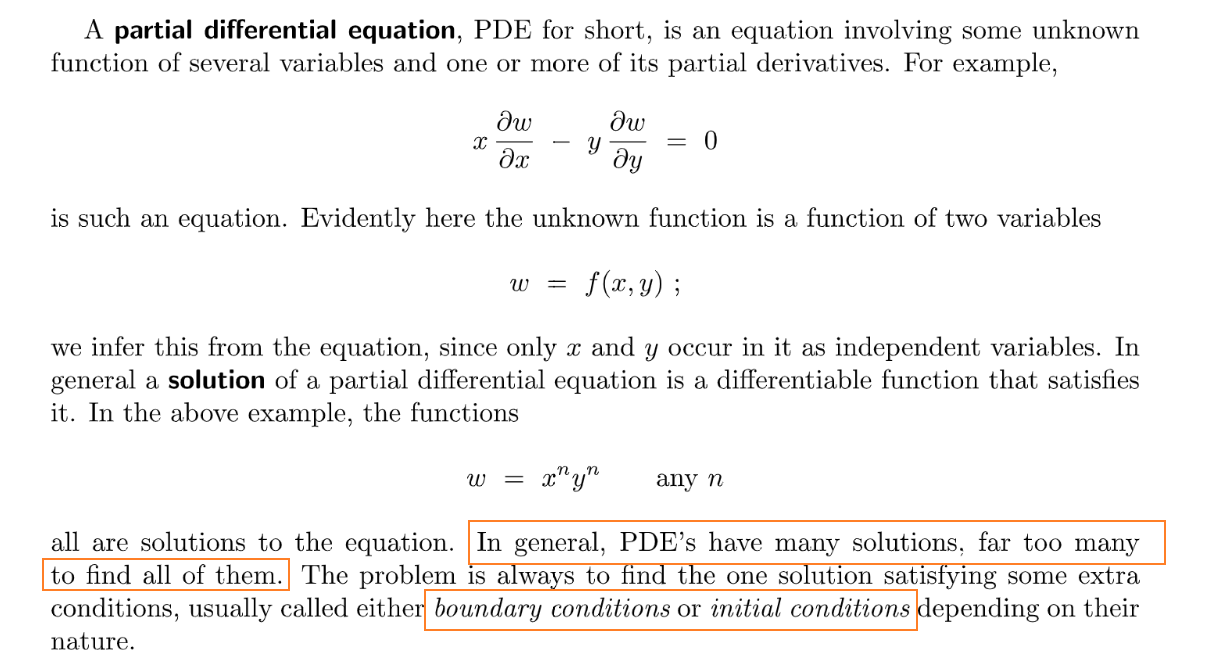 A partial differential equation, PDE for short, is an equation involving some unknown
function of several variables and one or more of its partial derivatives. For example,
x ∂w/∂x − y ∂w/∂y = 0
is such an equation. Evidently here the unknown function is a function of two variables
w = f(x, y) ;
we infer this from the equation, since only x and y occur in it as independent variables. In
general a solution of a partial differential equation is a differentiable function that satisfies
it. In the above example, the functions
w = xⁿyⁿ any n
all are solutions to the equation. In general, PDE's have many solutions, far too many
to find all of them. The problem is always to find the one solution satisfying some extra
conditions, usually called either boundary conditions or initial conditions depending on their
nature.